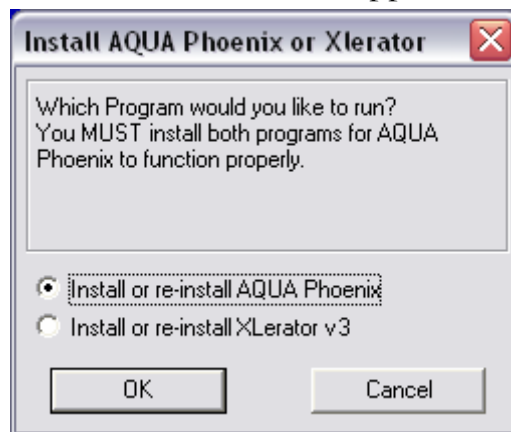 Install AQUA Phoenix or Xlerator
Which Program would you like to run?
You MUST install both programs for AQUA
Phoenix to function properly.
Install or re-install AQUA Phoenix
Install or re-install XLerator v3
OK
Cancel